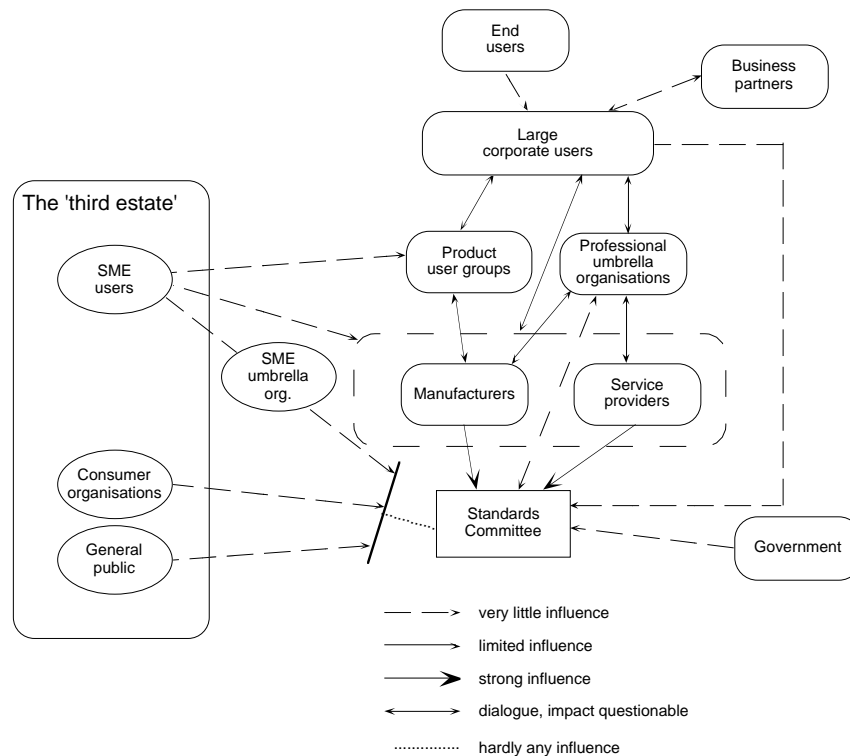 End
users
Business
partners
Large
corporate users
The 'third estate'
SME
users
Product
user groups
Professional
umbrella
organisations
SME
umbrella
org.
Manufacturers
Service
providers
Consumer
organisations
General
public
Standards
Committee
Government
very little influence
limited influence
strong influence
dialogue, impact questionable
hardly any influence